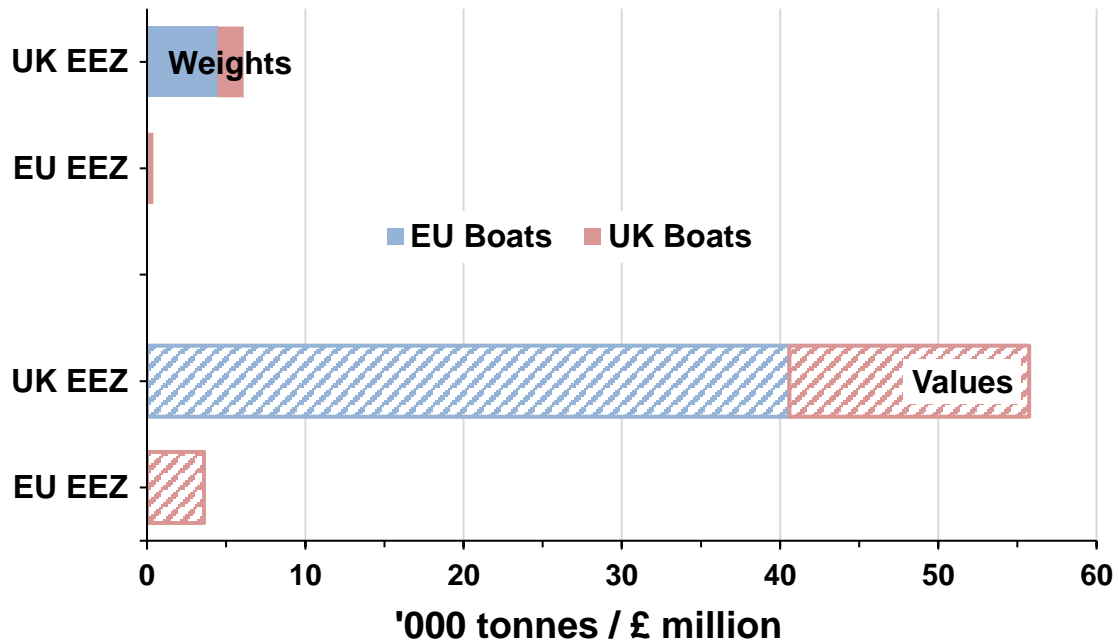 UK EEZ
Weights
EU EEZ
EU Boats UK Boats
UK EEZ
Values
EU EEZ
0 10 20 30 40 50 60
'000 tonnes / £ million